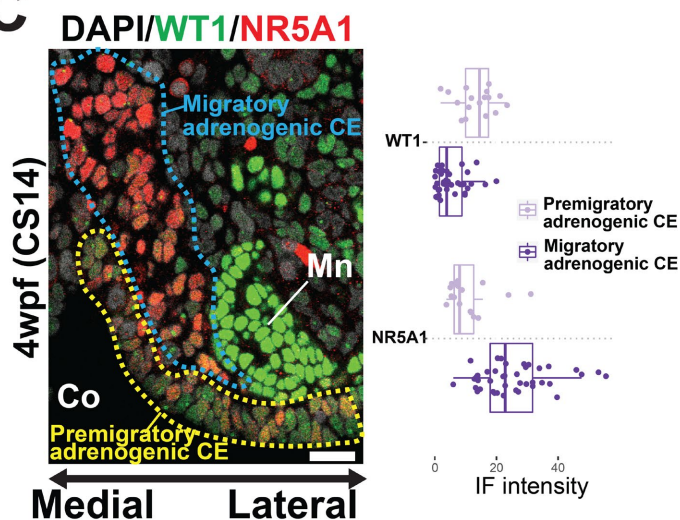 C
DAPI/WT1/NR5A1
4wpf (CS14)
Migratory
adrenogenic CE
Mn
Co
Premigratory
adrenogenic CE
Medial Lateral
WT1
NR5A1
Premigratory
adrenogenic CE
Migratory
adrenogenic CE
0 20 40
IF intensity